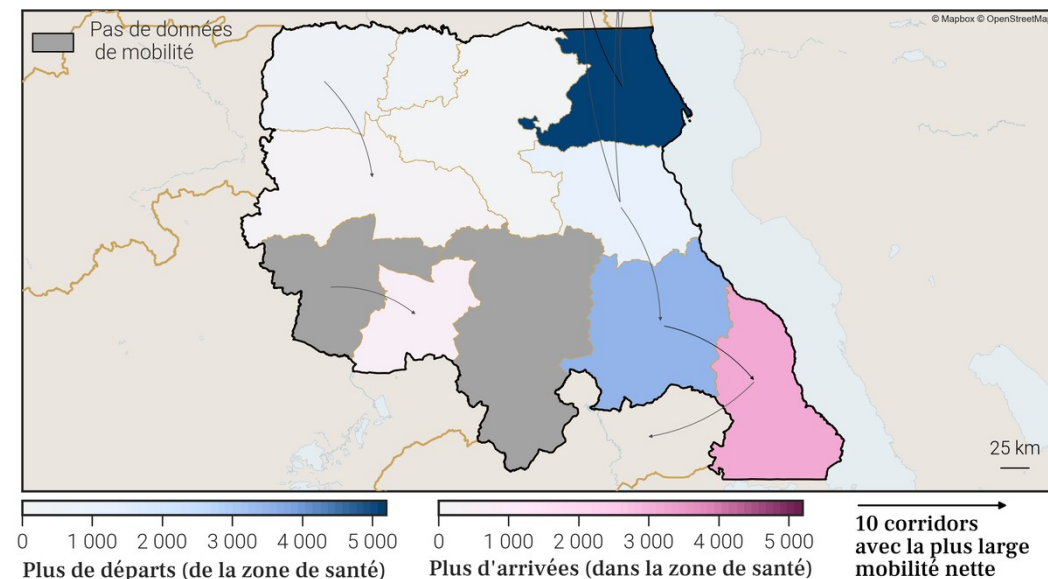 Pas de données
de mobilité
© Mapbox © OpenStreetMap
25 km
0 1 000 2 000 3 000 4 000 5 000
Plus de départs (de la zone de santé)
0 1 000 2 000 3 000 4 000 5 000
Plus d'arrivées (dans la zone de santé)
10 corridors
avec la plus large
mobilité nette